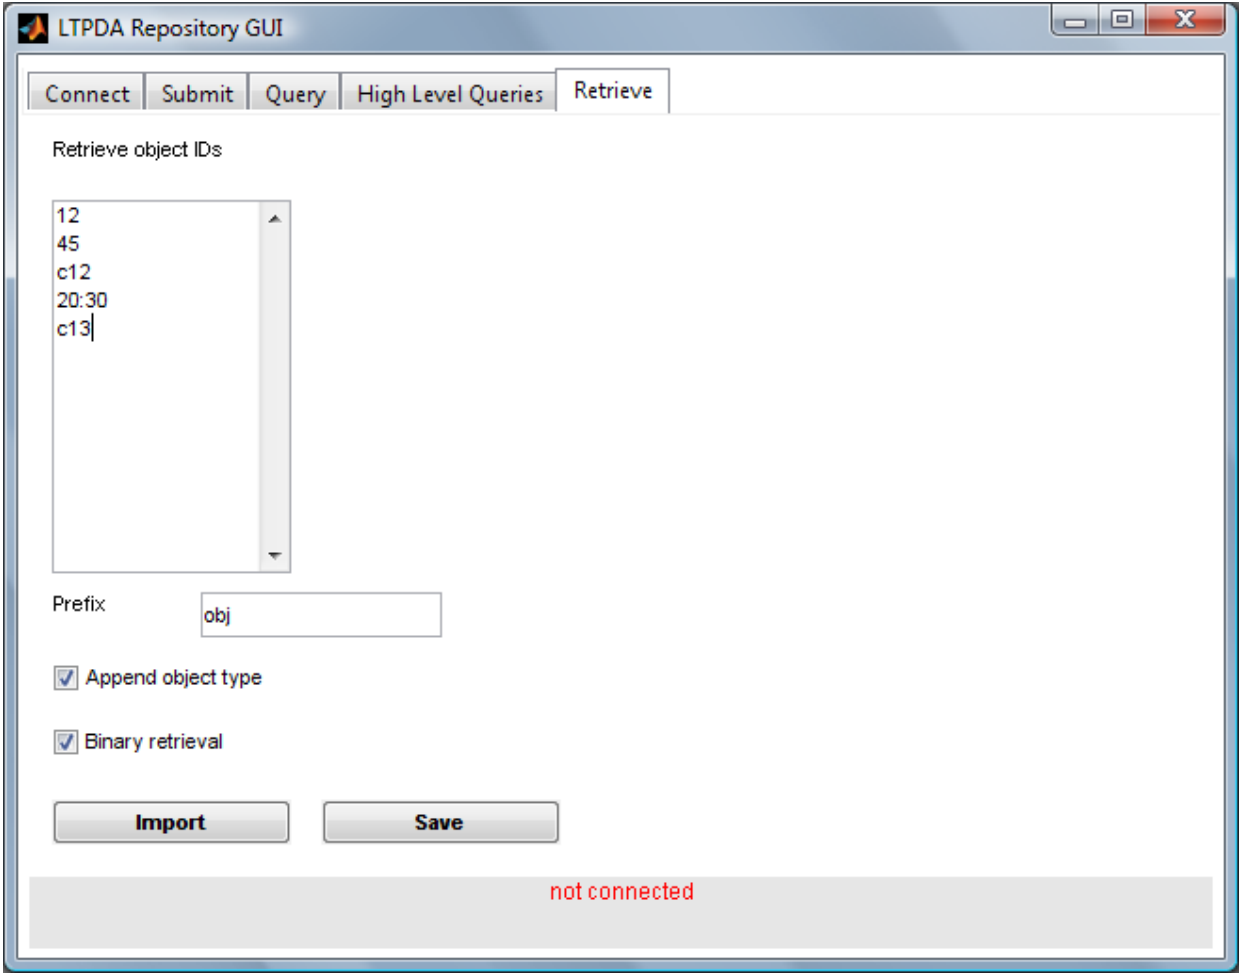 LTPDA Repository GUI
Connect Submit Query High Level Queries Retrieve
Retrieve object IDs
12
45
c12
20:30
c13
Prefix obj
Append object type
Binary retrieval
Import Save
not connected